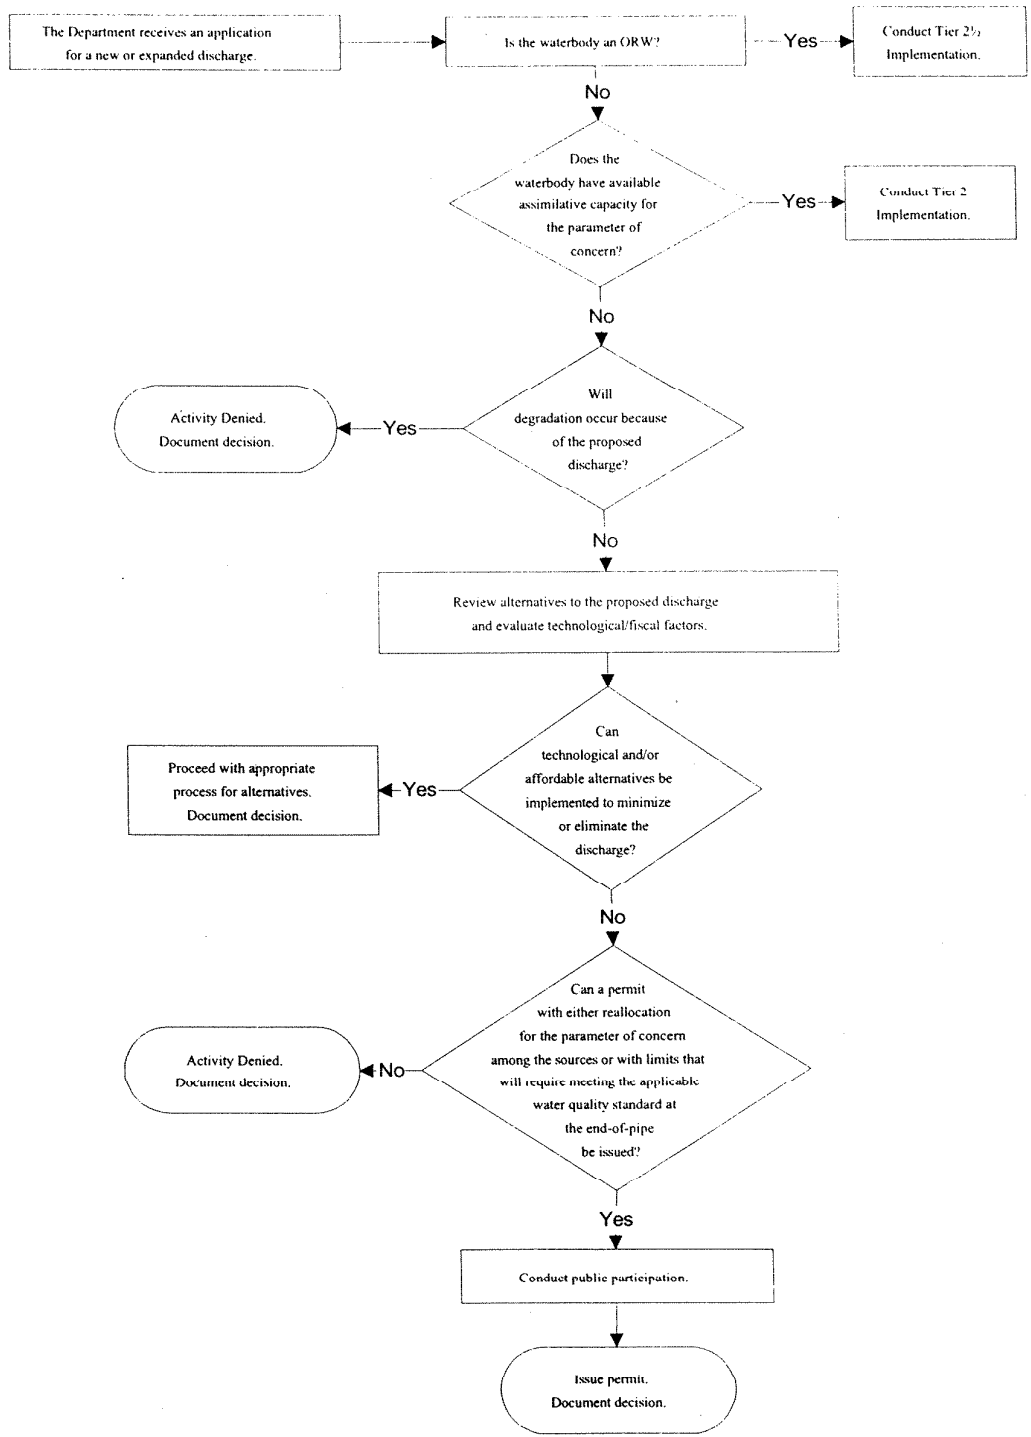 The Department receives an application
for a new or expanded discharge.
Is the waterbody an ORW?
Yes
Conduct Tier 2½
Implementation.
No
Does the
waterbody have available
assimilative capacity for
the parameter of
concern?
Yes
Conduct Tier 2
Implementation.
No
Will
degradation occur because
of the proposed
discharge?
Yes
Activity Denied.
Document decision.
No
Review alternatives to the proposed discharge
and evaluate technological/fiscal factors.
Can
technological and/or
affordable alternatives be
implemented to minimize
or eliminate the
discharge?
Yes
Proceed with appropriate
process for alternatives.
Document decision.
No
Can a permit
with either reallocation
for the parameter of concern
among the sources or with limits that
will require meeting the applicable
water quality standard at
the end-of-pipe
be issued?
No
Activity Denied.
Document decision.
Yes
Conduct public participation.
Issue permit.
Document decision.